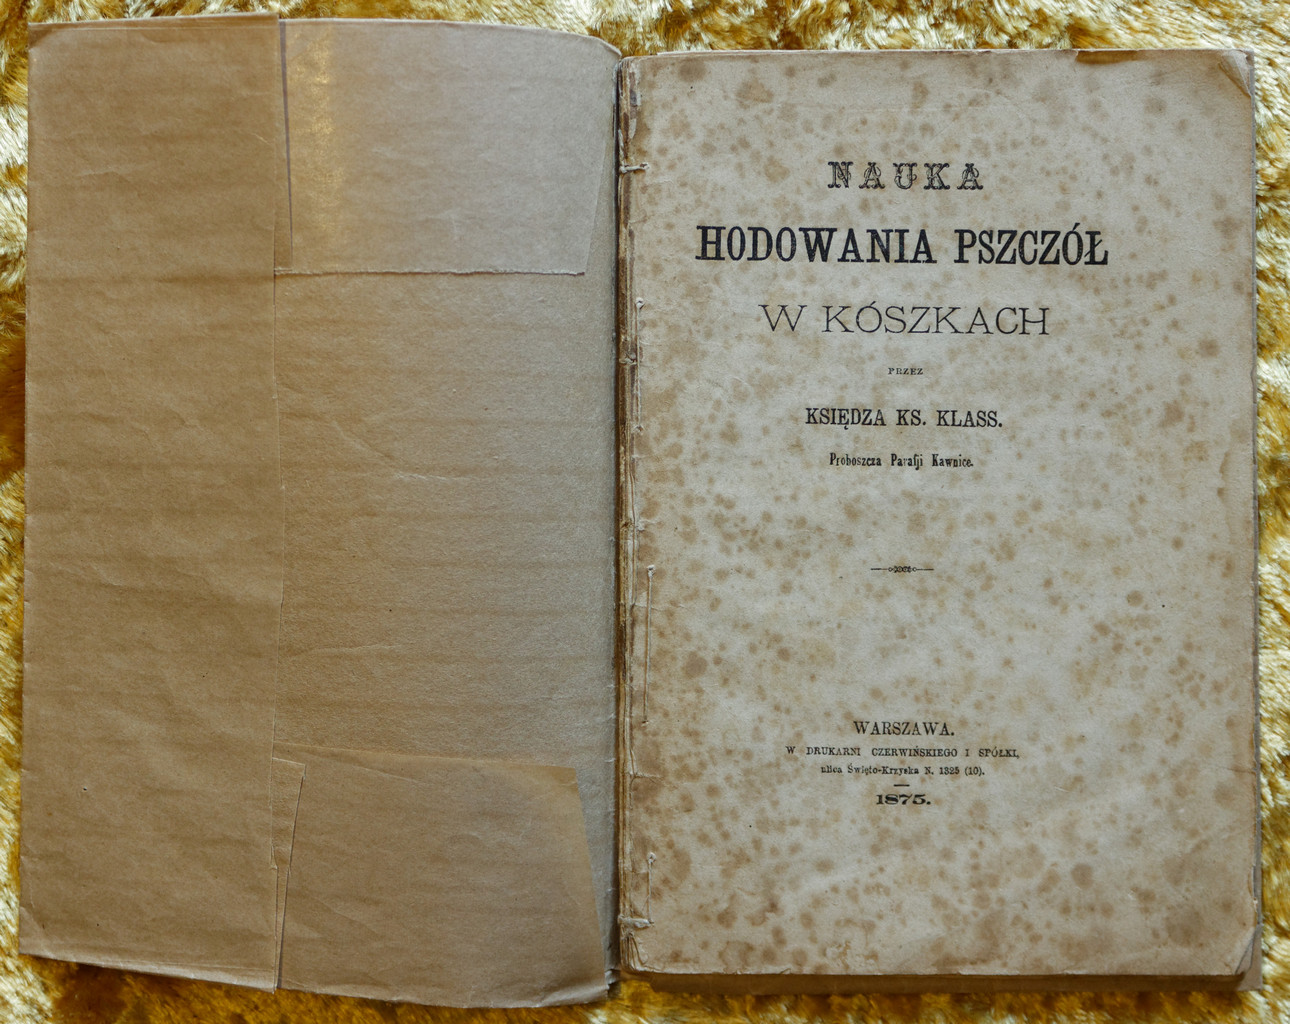 NAUKA
HODOWANIA PSZCZÓŁ
W KÓSZKACH
PRZEZ
KSIĘDZA KS. KLASS.
Próboszcza Parafji Kawnice.
WARSZAWA.
W DRUKARNI CZERWIŃSKIEGO I SPÓŁKI,
ulica Święto-Krzyska N. 1325 (10).
1875.